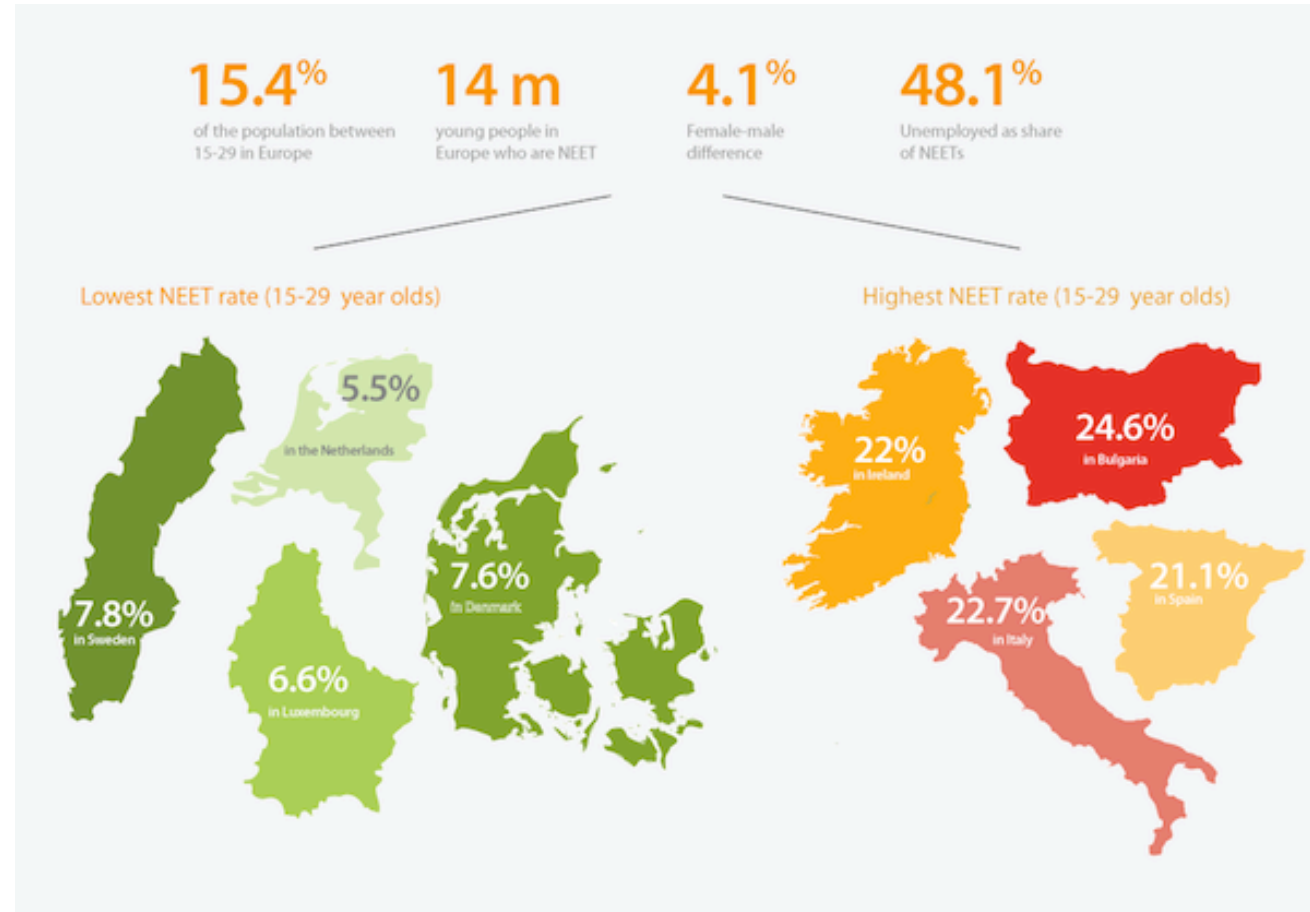 15.4%
of the population between
15-29 in Europe
14 m
young people in
Europe who are NEET
4.1%
Female-male
difference
48.1%
Unemployed as share
of NEETs
Lowest NEET rate (15-29 year olds)
5.5%
in the Netherlands
7.8%
in Sweden
7.6%
in Denmark
6.6%
in Luxembourg
Highest NEET rate (15-29 year olds)
22%
in Ireland
24.6%
in Bulgaria
21.1%
in Spain
22.7%
in Italy